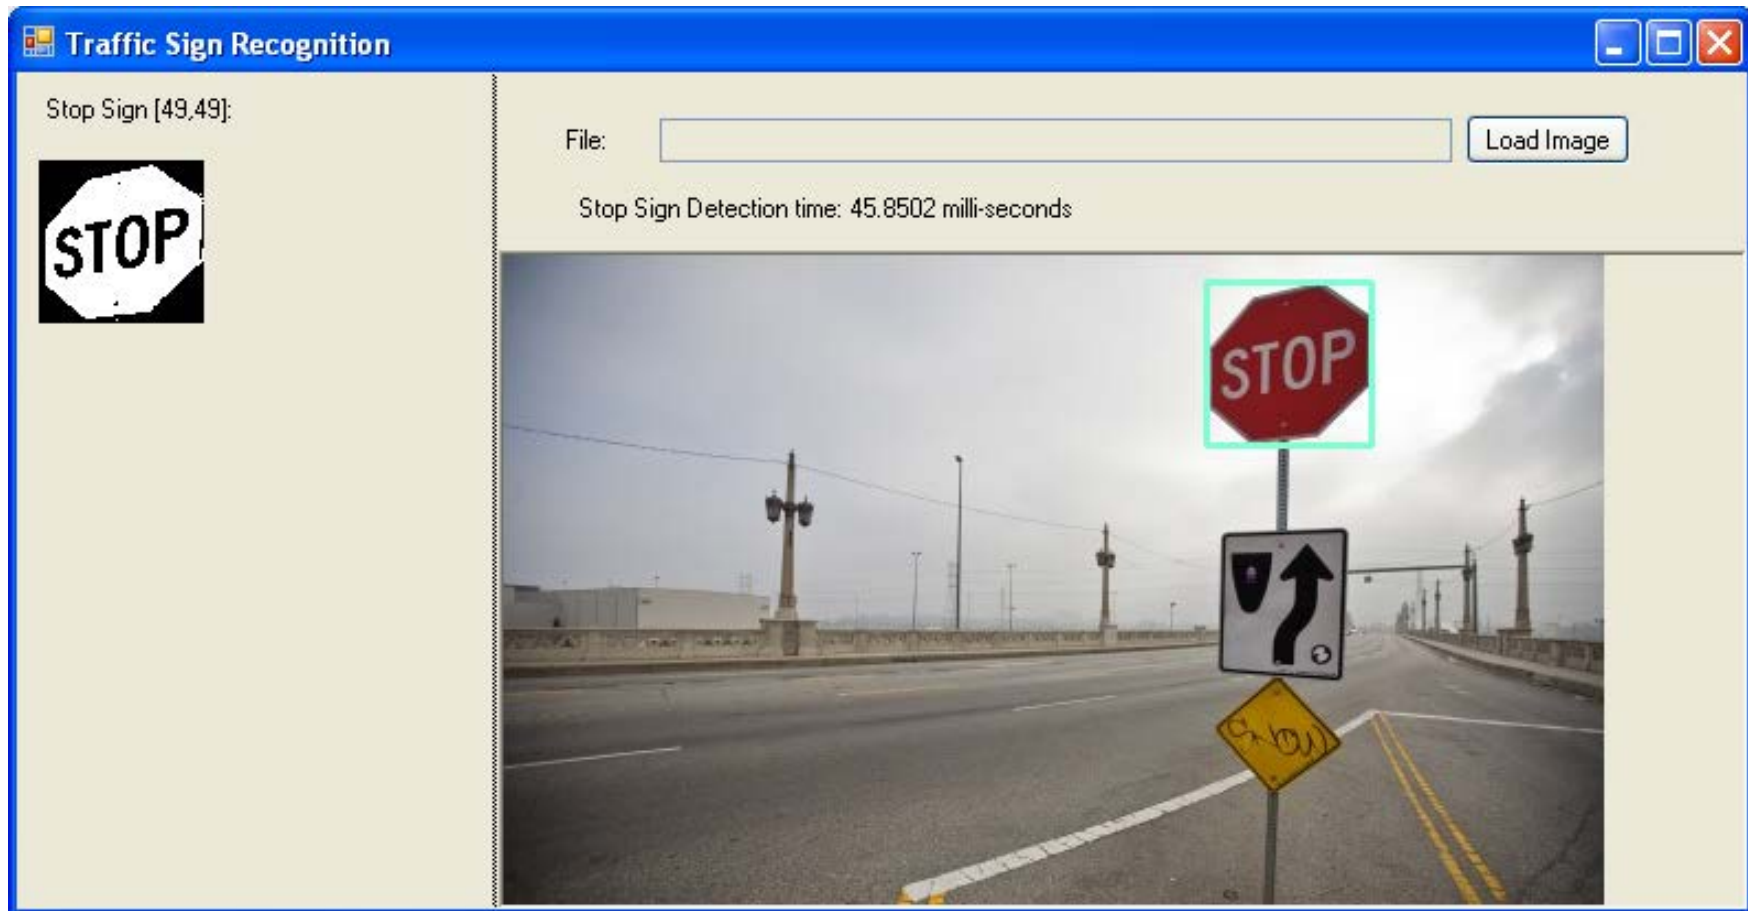 Traffic Sign Recognition
Stop Sign [49,49]:
STOP
File:
Load Image
Stop Sign Detection time: 45.8502 milli-seconds
STOP